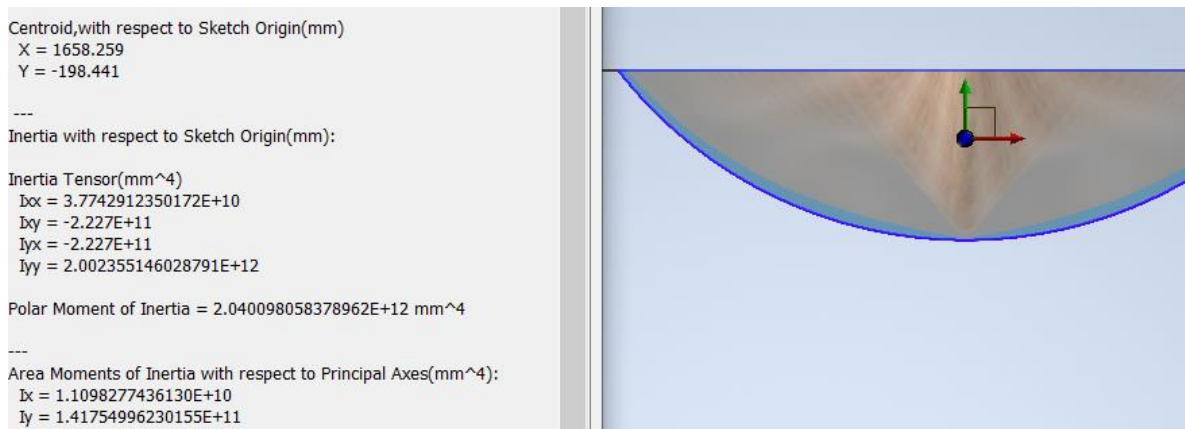 Centroid,with respect to Sketch Origin(mm)
X = 1658.259
Y = -198.441
---
Inertia with respect to Sketch Origin(mm):
Inertia Tensor(mm^4)
Ixx = 3.7742912350172E+10
Ixy = -2.227E+11
Iyx = -2.227E+11
Iyy = 2.002355146028791E+12
Polar Moment of Inertia = 2.040098058378962E+12 mm^4
---
Area Moments of Inertia with respect to Principal Axes(mm^4):
Ix = 1.1098277436130E+10
Iy = 1.41754996230155E+11